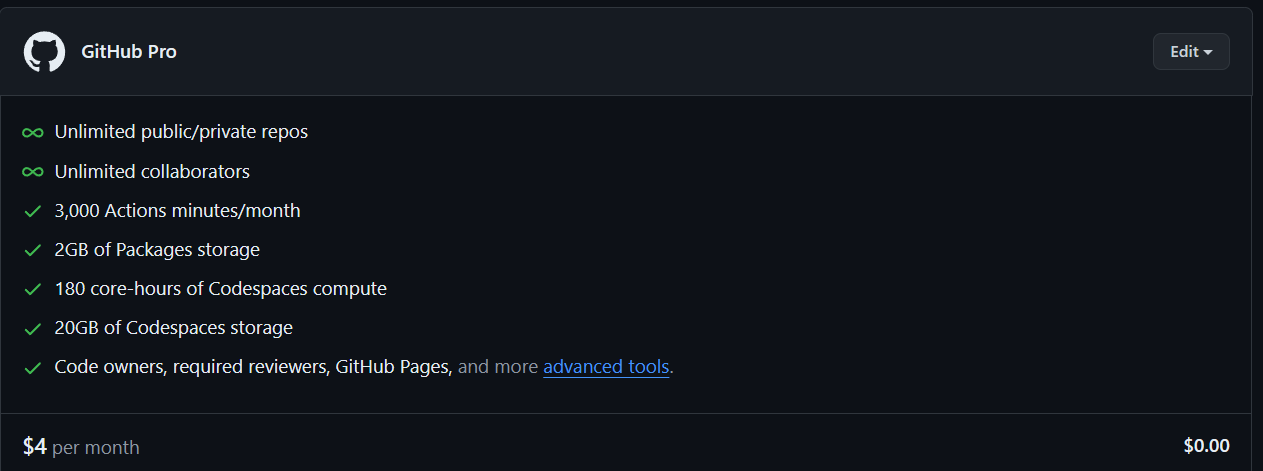 GitHub Pro
Edit
Unlimited public/private repos
Unlimited collaborators
3,000 Actions minutes/month
2GB of Packages storage
180 core-hours of Codespaces compute
20GB of Codespaces storage
Code owners, required reviewers, GitHub Pages, and more advanced tools.
$4 per month $0.00